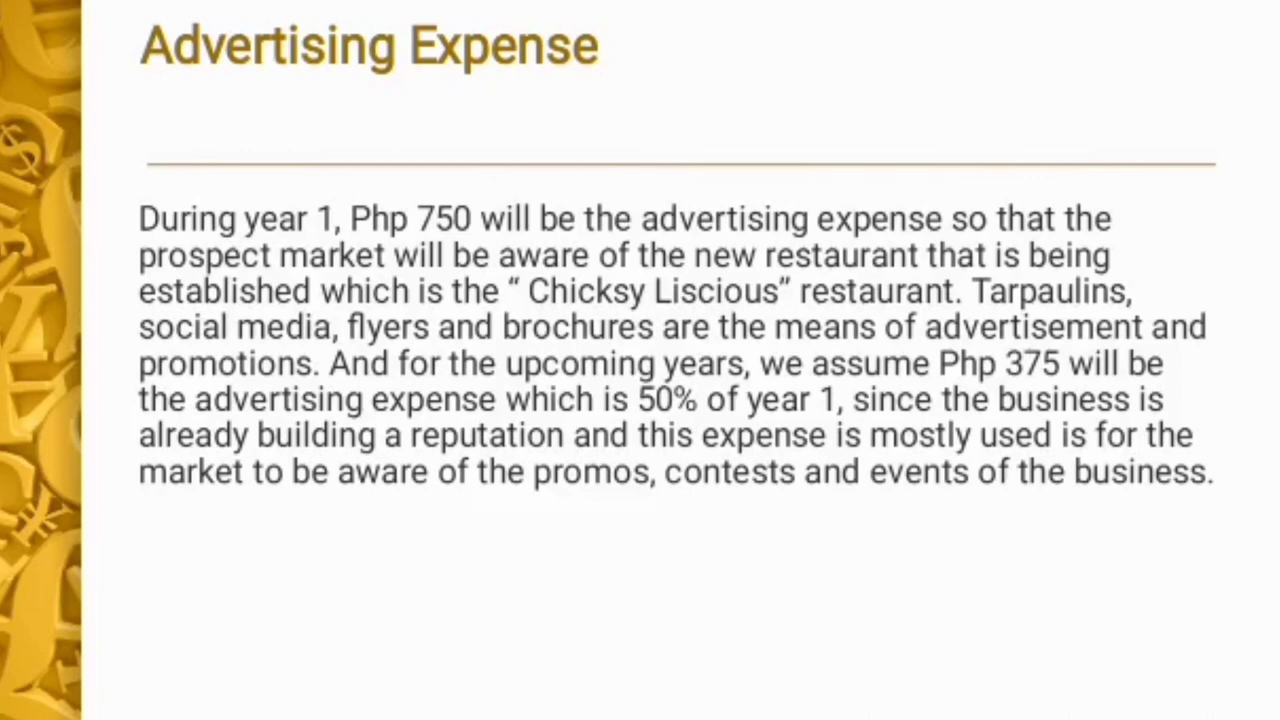 Advertising Expense
During year 1, Php 750 will be the advertising expense so that the
prospect market will be aware of the new restaurant that is being
established which is the “ Chicksy Liscious” restaurant. Tarpaulins,
social media, flyers and brochures are the means of advertisement and
promotions. And for the upcoming years, we assume Php 375 will be
the advertising expense which is 50% of year 1, since the business is
already building a reputation and this expense is mostly used is for the
market to be aware of the promos, contests and events of the business.